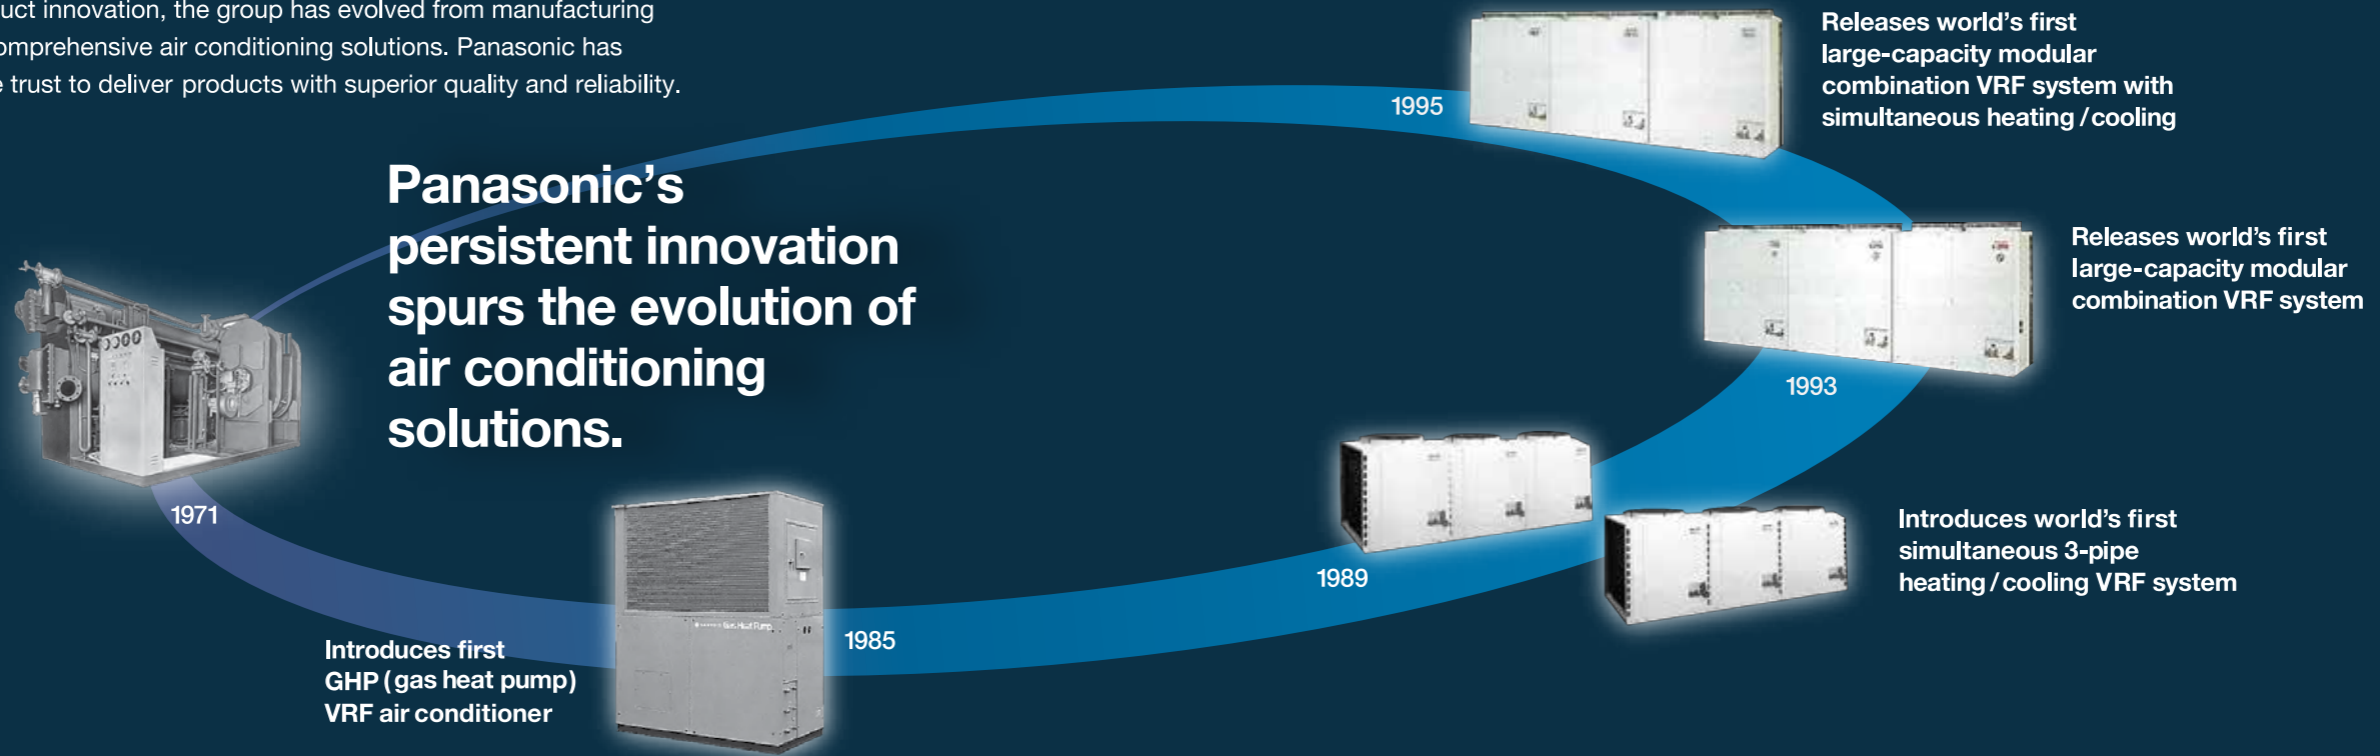 uct innovation, the group has evolved from manufacturing
omprehensive air conditioning solutions. Panasonic has
e trust to deliver products with superior quality and reliability.
Panasonic's
persistent innovation
spurs the evolution of
air conditioning
solutions.
1971
Introduces first
GHP (gas heat pump)
VRF air conditioner
Gas Heat Pump
1985
1989
Introduces world's first
simultaneous 3-pipe
heating/cooling VRF system
1993
Releases world's first
large-capacity modular
combination VRF system
1995
Releases world's first
large-capacity modular
combination VRF system with
simultaneous heating/cooling